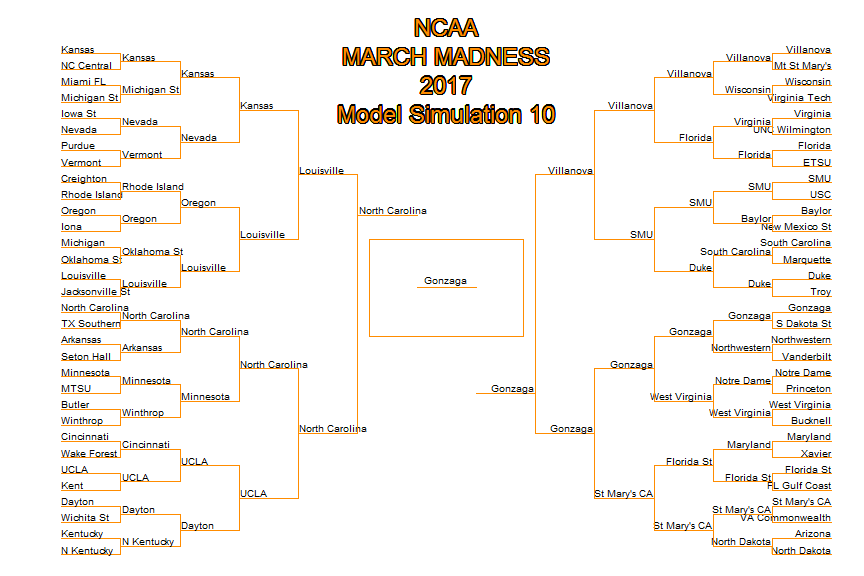 NCAA
MARCH MADNESS
2017
Model Simulation 10
Kansas
NC Central
Miami FL
Michigan St
Iowa St
Nevada
Purdue
Vermont
Creighton
Rhode Island
Oregon
Iona
Michigan
Oklahoma St
Louisville
Jacksonville St
North Carolina
TX Southern
Arkansas
Seton Hall
Minnesota
MTSU
Butler
Winthrop
Cincinnati
Wake Forest
UCLA
Kent
Dayton
Wichita St
Kentucky
N Kentucky
Kansas
Michigan St
Nevada
Vermont
Rhode Island
Oregon
Oklahoma St
Louisville
North Carolina
Arkansas
Minnesota
Winthrop
Cincinnati
UCLA
Dayton
N Kentucky
Kansas
Nevada
Oregon
Louisville
North Carolina
Minnesota
UCLA
Dayton
Kansas
Louisville
North Carolina
UCLA
Louisville
North Carolina
North Carolina
Gonzaga
Gonzaga
Villanova
Gonzaga
Villanova
SMU
Gonzaga
St Mary's CA
Villanova
Florida
SMU
Duke
Gonzaga
West Virginia
Florida St
St Mary's CA
Villanova
Wisconsin
Virginia
Florida
SMU
Baylor
South Carolina
Duke
Gonzaga
Northwestern
Notre Dame
West Virginia
Maryland
Florida St
St Mary's CA
North Dakota
Villanova
Mt St Mary's
Wisconsin
Virginia Tech
Virginia
UNC Wilmington
Florida
ETSU
SMU
USC
Baylor
New Mexico St
South Carolina
Marquette
Duke
Troy
Gonzaga
S Dakota St
Northwestern
Vanderbilt
Notre Dame
Princeton
West Virginia
Bucknell
Maryland
Xavier
Florida St
FL Gulf Coast
St Mary's CA
VA Commonwealth
Arizona
North Dakota